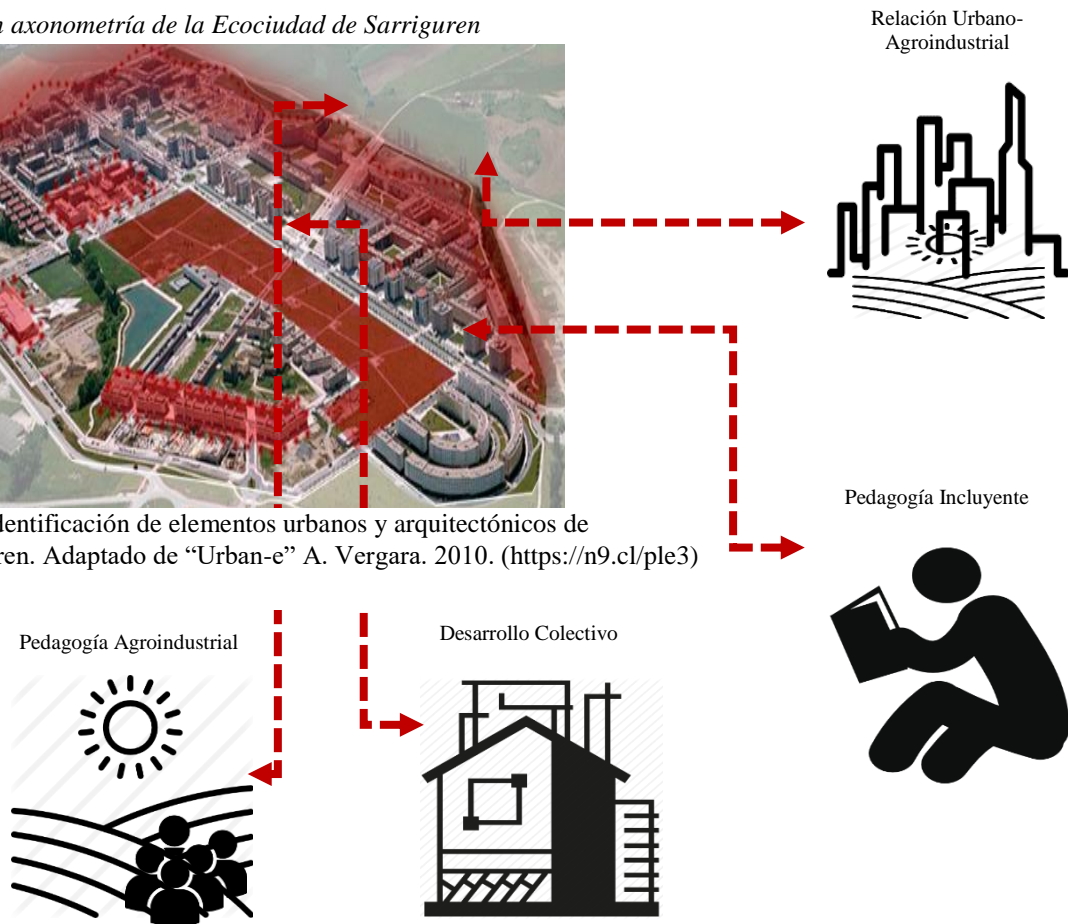 n axonometría de la Ecociudad de Sarriguren
Relación Urbano-
Agroindustrial
Pedagogía Incluyente
dentificación de elementos urbanos y arquitectónicos de
ren. Adaptado de “Urban-e” A. Vergara. 2010. (https://n9.cl/ple3)
Pedagogía Agroindustrial
Desarrollo Colectivo